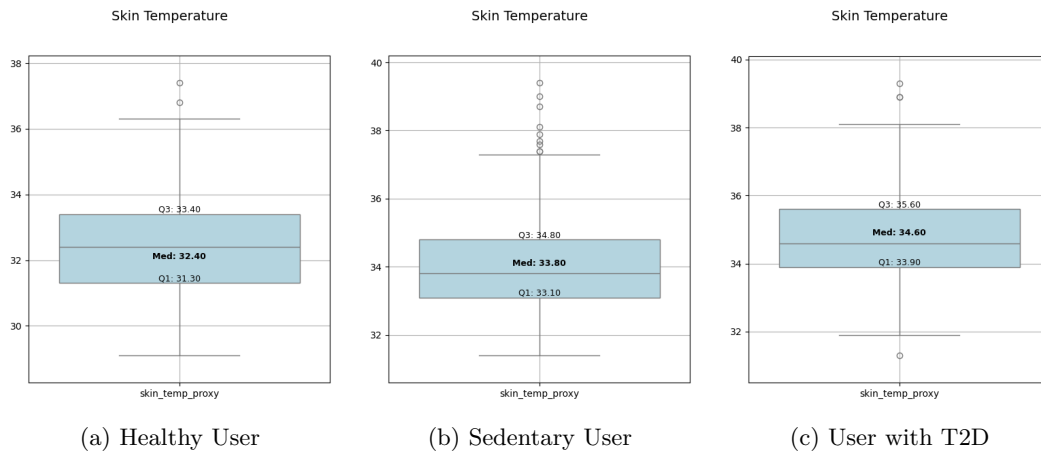 Skin Temperature
38
36
34
32
30
Q3: 33.40
Med: 32.40
Q1: 31.30
skin_temp_proxy
(a) Healthy User
Skin Temperature
40
38
36
34
32
Q3: 34.80
Med: 33.80
Q1: 33.10
skin_temp_proxy
(b) Sedentary User
Skin Temperature
40
38
36
34
32
Q3: 35.60
Med: 34.60
Q1: 33.90
skin_temp_proxy
(c) User with T2D